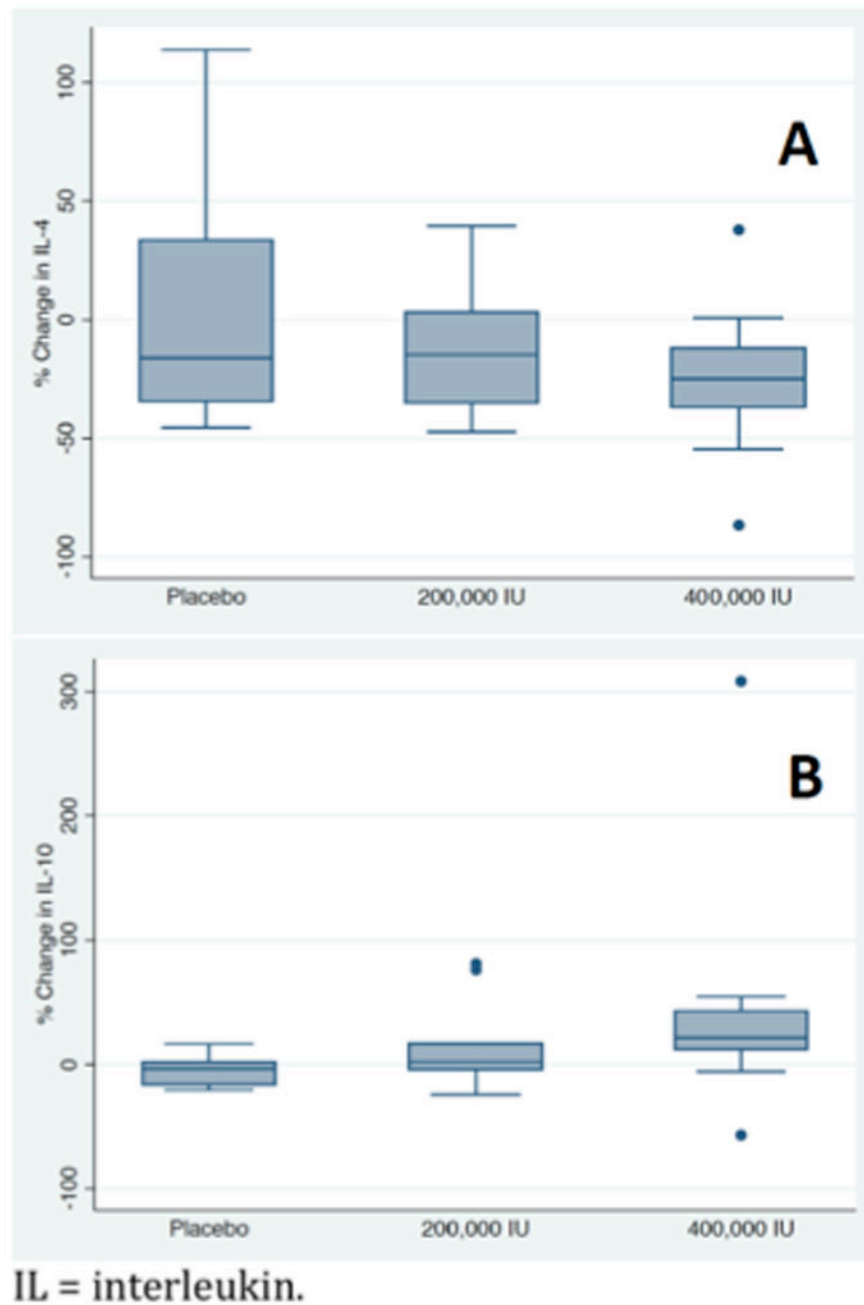 A
% Change in IL-4
100
50
0
-50
-100
Placebo 200,000 IU 400,000 IU
B
% Change in IL-10
300
200
100
0
-100
Placebo 200,000 IU 400,000 IU
IL = interleukin.